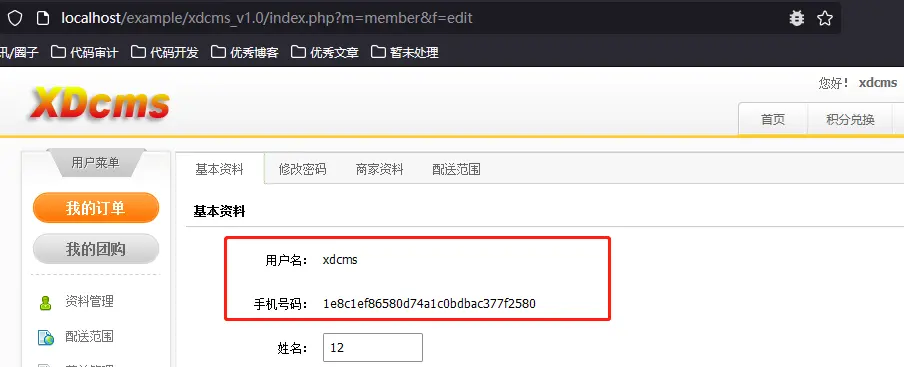 localhost/example/xdcms_v1.0/index.php?m=member&f=edit
讯/圈子 代码审计 代码开发 优秀博客 优秀文章 暂未处理
XDcms
您好！ xdcms
首页 积分兑换
用户菜单
基本资料 修改密码 商家资料 配送范围
我的订单
基本资料
我的团购
用户名： xdcms
资料管理
手机号码： 1e8c1ef86580d74a1c0bdbac377f2580
配送范围
姓名： 12